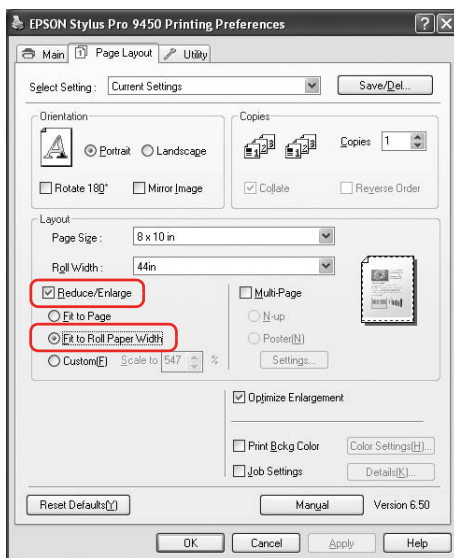 EPSON Stylus Pro 9450 Printing Preferences
Main Page Layout Utility
Select Setting : Current Settings Save/Del...
Orientation Copies
Portrait Landscape Copies 1
Rotate 180° Mirror Image Collate Reverse Order
Layout
Page Size : 8 x 10 in
Roll Width : 44in
Reduce/Enlarge Multi-Page
Fit to Page N-up
Fit to Roll Paper Width Poster(N)
Custom(F) Scale to 547 % Settings...
Optimize Enlargement
Print Bckg Color Color Settings(H)...
Job Settings Details(K)...
Reset Defaults(Y) Manual Version 6.50
OK Cancel Apply Help